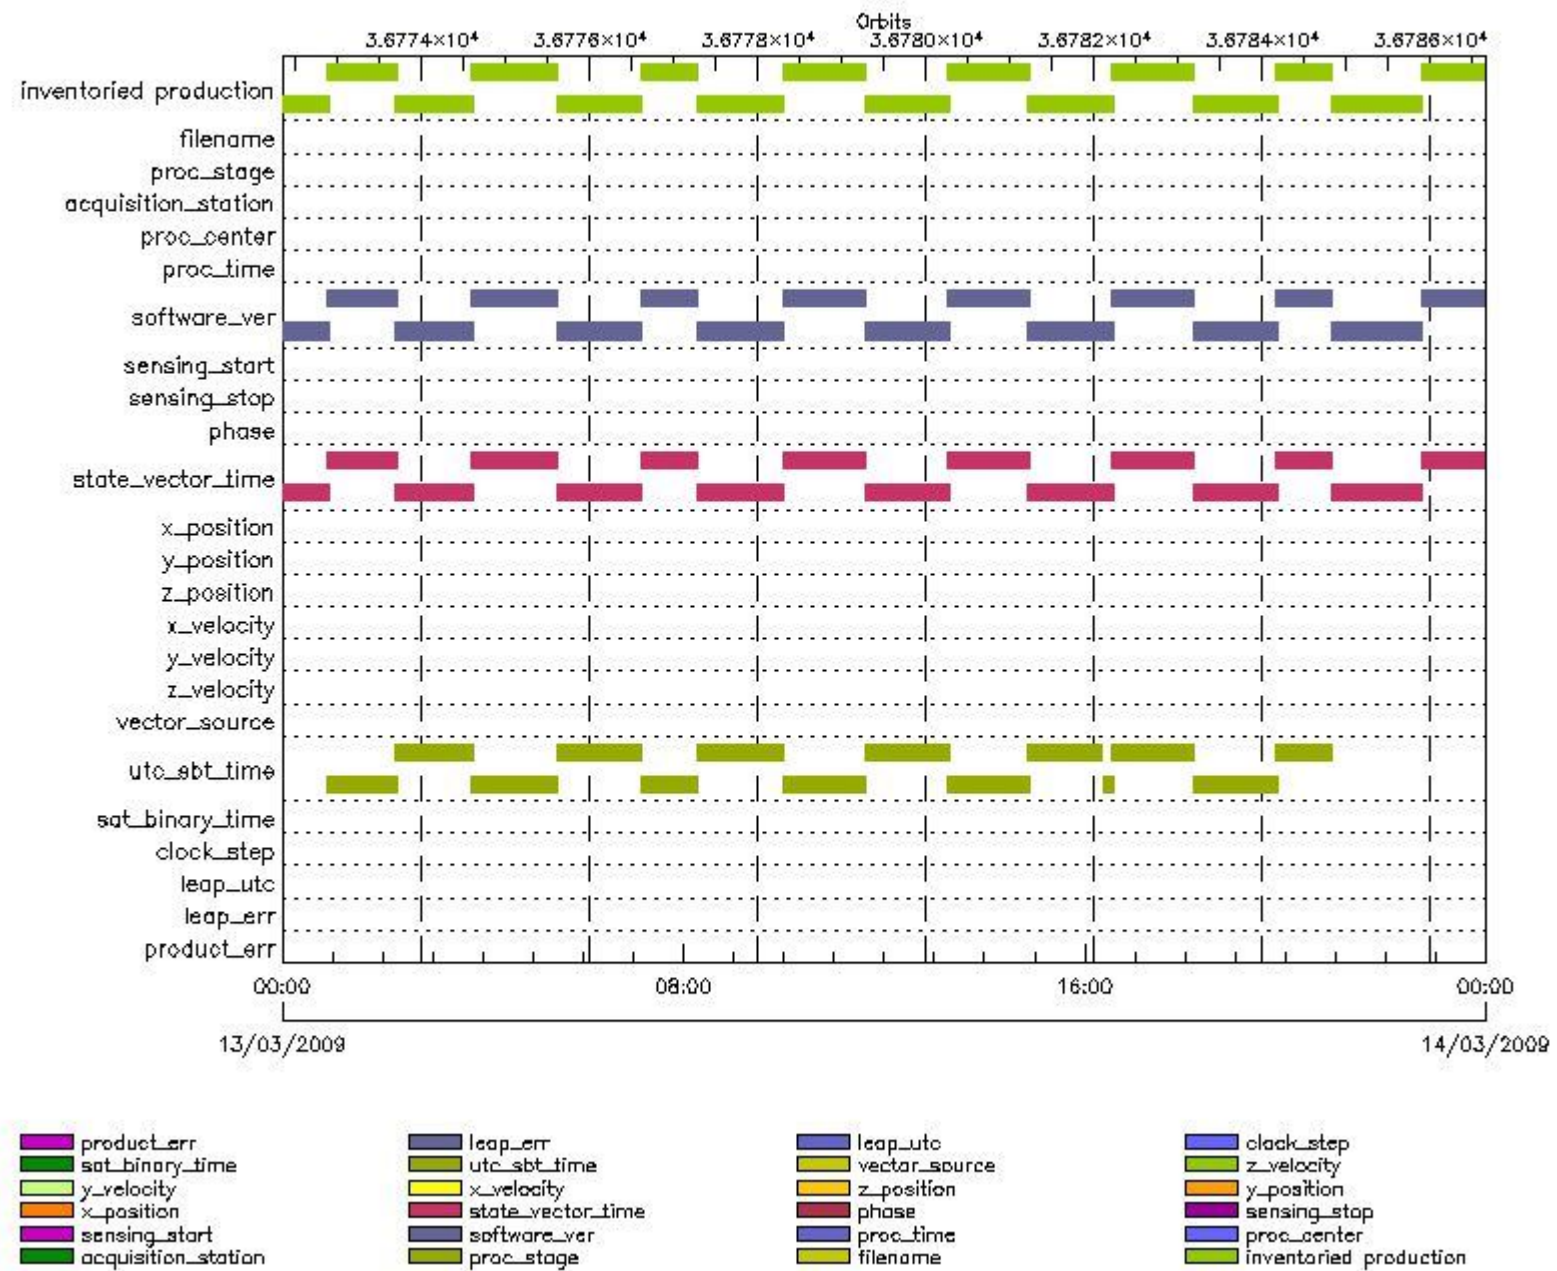 Orbits
3.6774×10⁴ 3.6776×10⁴ 3.6778×10⁴ 3.6780×10⁴ 3.6782×10⁴ 3.6784×10⁴ 3.6786×10⁴
inventoried production
filename
proc_stage
acquisition_station
proc_center
proc_time
software_ver
sensing_start
sensing_stop
phase
state_vector_time
x_position
y_position
z_position
x_velocity
y_velocity
z_velocity
vector_source
utc_sbt_time
sat_binary_time
clock_step
leap_utc
leap_err
product_err
00:00 08:00 16:00 00:00
13/03/2009 14/03/2009
product_err leap_err leap_utc clock_step
sat_binary_time utc_sbt_time vector_source z_velocity
y_velocity x_velocity z_position y_position
x_position state_vector_time phase sensing_stop
sensing_start software_ver proc_time proc_center
acquisition_station proc_stage filename inventoried production